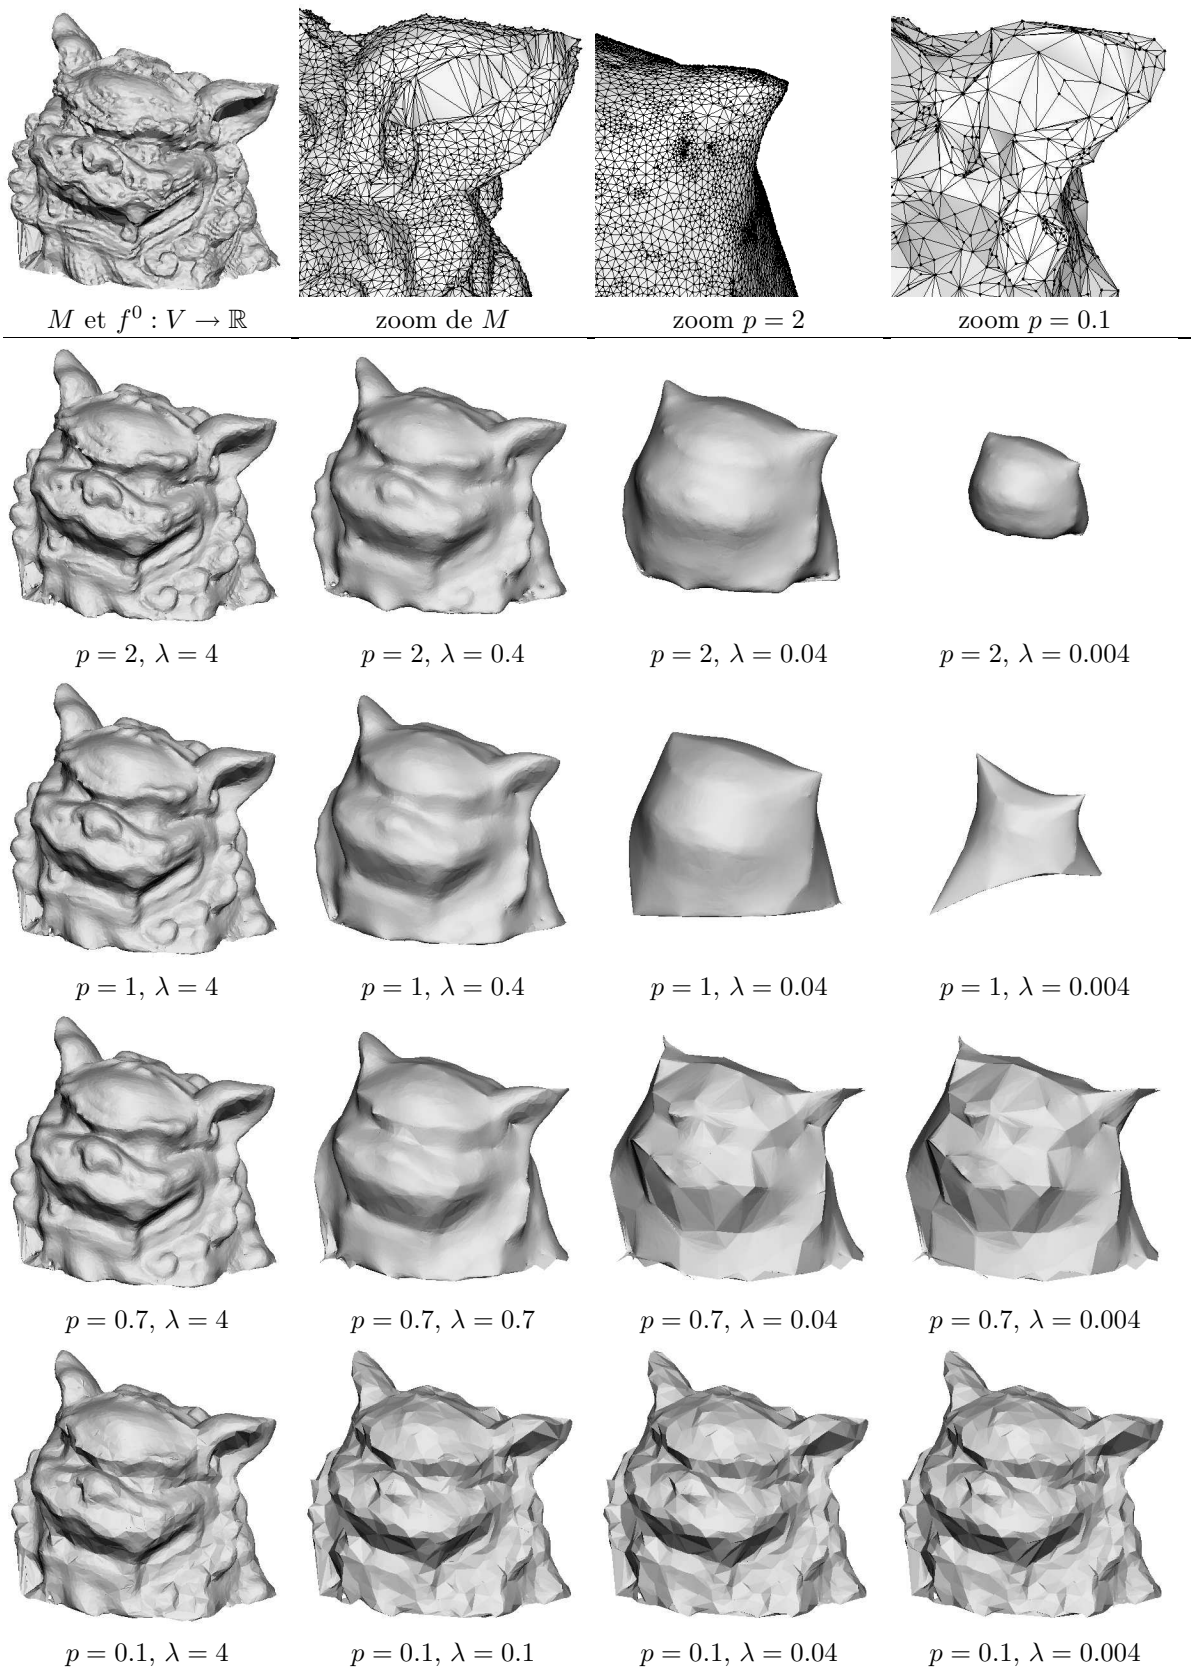 M et f⁰ : V → ℝ
zoom de M
zoom p = 2
zoom p = 0.1
p = 2, λ = 4
p = 2, λ = 0.4
p = 2, λ = 0.04
p = 2, λ = 0.004
p = 1, λ = 4
p = 1, λ = 0.4
p = 1, λ = 0.04
p = 1, λ = 0.004
p = 0.7, λ = 4
p = 0.7, λ = 0.7
p = 0.7, λ = 0.04
p = 0.7, λ = 0.004
p = 0.1, λ = 4
p = 0.1, λ = 0.1
p = 0.1, λ = 0.04
p = 0.1, λ = 0.004